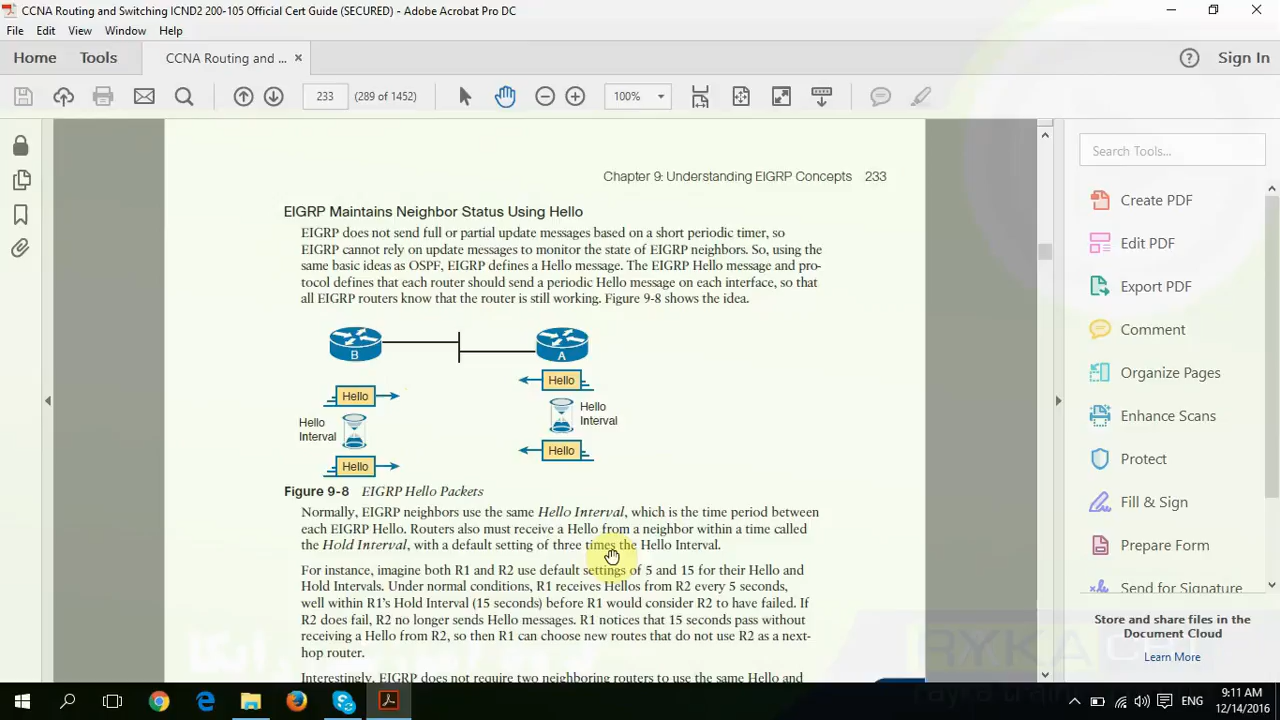 CCNA Routing and Switching ICND2 200-105 Official Cert Guide (SECURED) - Adobe Acrobat Pro DC
File Edit View Window Help
Home Tools CCNA Routing and ... × Sign In
233 (289 of 1452) 100%
Chapter 9: Understanding EIGRP Concepts 233
EIGRP Maintains Neighbor Status Using Hello
EIGRP does not send full or partial update messages based on a short periodic timer, so
EIGRP cannot rely on update messages to monitor the state of EIGRP neighbors. So, using the
same basic ideas as OSPF, EIGRP defines a Hello message. The EIGRP Hello message and pro-
tocol defines that each router should send a periodic Hello message on each interface, so that
all EIGRP routers know that the router is still working. Figure 9-8 shows the idea.
B A
Hello Hello
Hello
Interval
Hello
Interval
Hello Hello
Figure 9-8 EIGRP Hello Packets
Normally, EIGRP neighbors use the same Hello Interval, which is the time period between
each EIGRP Hello. Routers also must receive a Hello from a neighbor within a time called
the Hold Interval, with a default setting of three times the Hello Interval.
For instance, imagine both R1 and R2 use default settings of 5 and 15 for their Hello and
Hold Intervals. Under normal conditions, R1 receives Hellos from R2 every 5 seconds,
well within R1's Hold Interval (15 seconds) before R1 would consider R2 to have failed. If
R2 does fail, R2 no longer sends Hello messages. R1 notices that 15 seconds pass without
receiving a Hello from R2, so then R1 can choose new routes that do not use R2 as a next-
hop router.
Interestingly, EIGRP does not require two neighboring routers to use the same Hello and
Search Tools...
Create PDF
Edit PDF
Export PDF
Comment
Organize Pages
Enhance Scans
Protect
Fill & Sign
Prepare Form
Send for Signature
Store and share files in the
Document Cloud
Learn More
ENG
9:11 AM
12/14/2016